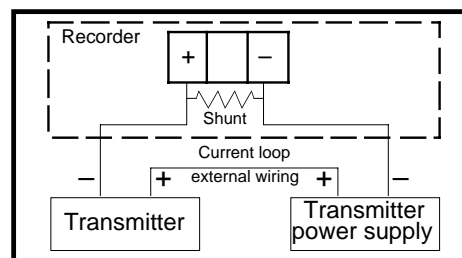 Recorder
+ −
Shunt
Current loop
− + external wiring + −
Transmitter
Transmitter
power supply